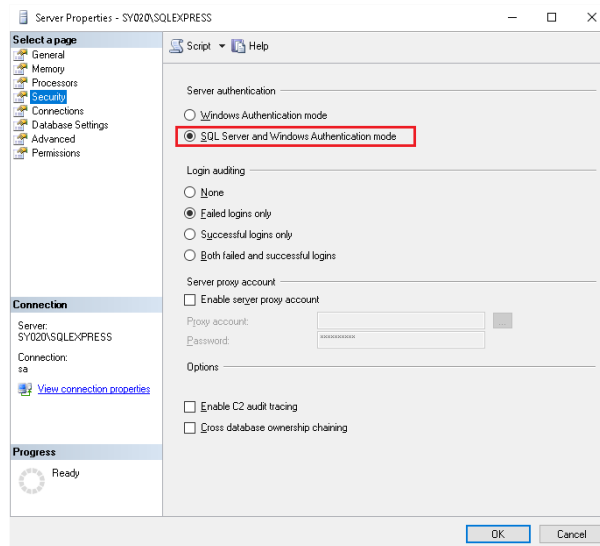 Server Properties - SY020\SQLEXPRESS
Select a page
General
Memory
Processors
Security
Connections
Database Settings
Advanced
Permissions
Script
Help
Server authentication
Windows Authentication mode
SQL Server and Windows Authentication mode
Login auditing
None
Failed logins only
Successful logins only
Both failed and successful logins
Server proxy account
Enable server proxy account
Proxy account:
...
Password:
**********
Options
Enable C2 audit tracing
Cross database ownership chaining
Connection
Server:
SY020\SQLEXPRESS
Connection:
sa
View connection properties
Progress
Ready
OK
Cancel